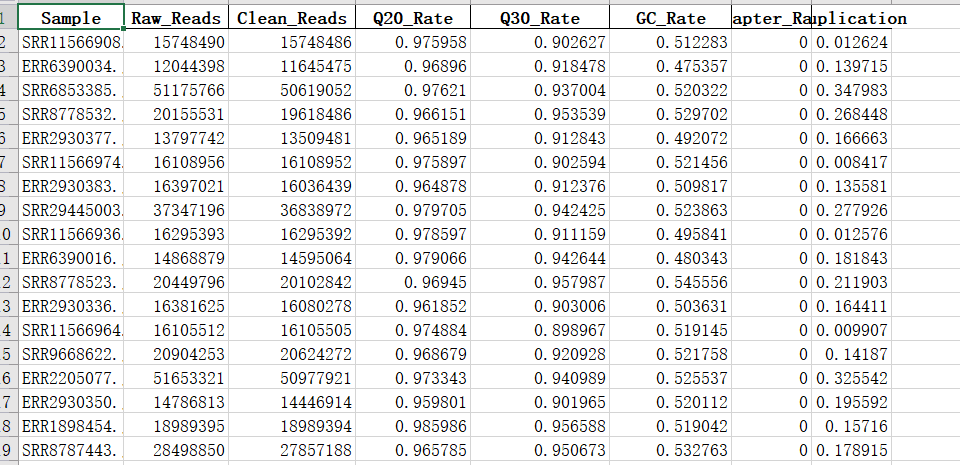 1 Sample Raw_Reads Clean_Reads Q20_Rate Q30_Rate GC_Rate apter_Ra uplication
2 SRR11566908. 15748490 15748486 0.975958 0.902627 0.512283 0 0.012624
3 ERR6390034. 12044398 11645475 0.96896 0.918478 0.475357 0 0.139715
4 SRR6853385. 51175766 50619052 0.97621 0.937004 0.520322 0 0.347983
5 SRR8778532. 20155531 19618486 0.966151 0.953539 0.529702 0 0.268448
6 ERR2930377. 13797742 13509481 0.965189 0.912843 0.492072 0 0.166663
7 SRR11566974. 16108956 16108952 0.975897 0.902594 0.521456 0 0.008417
8 ERR2930383. 16397021 16036439 0.964878 0.912376 0.509817 0 0.135581
9 SRR29445003. 37347196 36838972 0.979705 0.942425 0.523863 0 0.277926
0 SRR11566936. 16295393 16295392 0.978597 0.911159 0.495841 0 0.012576
1 ERR6390016. 14868879 14595064 0.979066 0.942644 0.480343 0 0.181843
2 SRR8778523. 20449796 20102842 0.96945 0.957987 0.545556 0 0.211903
3 ERR2930336. 16381625 16080278 0.961852 0.903006 0.503631 0 0.164411
4 SRR11566964. 16105512 16105505 0.974884 0.898967 0.519145 0 0.009907
5 SRR9668622. 20904253 20624272 0.968679 0.920928 0.521758 0 0.14187
6 ERR2205077. 51653321 50977921 0.973343 0.940989 0.525537 0 0.325542
7 ERR2930350. 14786813 14446914 0.959801 0.901965 0.520112 0 0.195592
8 ERR1898454. 18989395 18989394 0.985986 0.956588 0.519042 0 0.15716
9 SRR8787443. 28498850 27857188 0.965785 0.950673 0.532763 0 0.178915